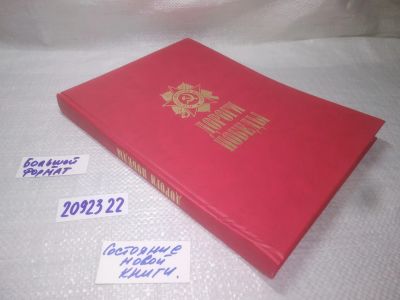 ДОРОГИ
ПОБЕДЫ
ДОРОГИ ПОБЕДЫ
БОЛЬШОЙ
ФОРМАТ
2092322
Состояние
новой
книги.